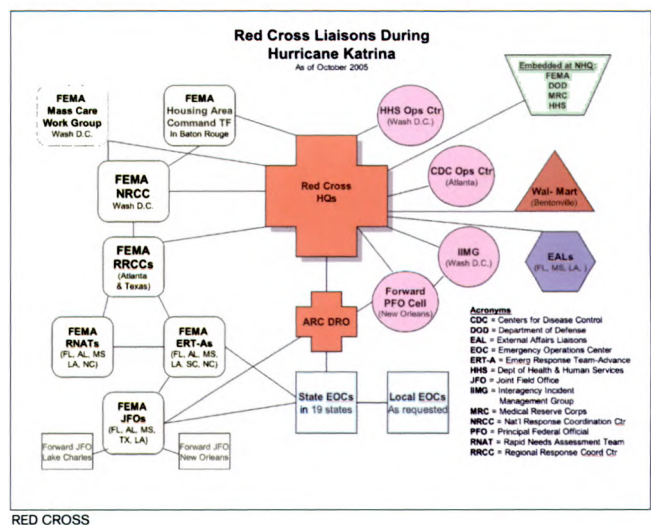 Red Cross Liaisons During
Hurricane Katrina
As of October 2005
FEMA
Mass Care
Work Group
Wash D.C.
FEMA
Housing Area
Command TF
In Baton Rouge
HHS Ops Ctr
(Wash D.C.)
Embedded at NHQ:
FEMA
DOD
MRC
HHS
FEMA
NRCC
Wash D.C.
Red Cross
HQs
CDC Ops Ctr
(Atlanta)
Wal- Mart
(Bentonville)
FEMA
RRCCs
(Atlanta
& Texas)
IIMG
(Wash D.C.)
EALs
(FL, MS, LA, )
Forward
PFO Cell
(New Orleans)
ARC DRO
FEMA
RNATs
(FL, AL, MS
LA, NC)
FEMA
ERT-As
(FL, AL, MS,
LA, SC, NC)
FEMA
JFOs
(FL, AL, MS,
TX, LA)
State EOCs
in 19 states
Local EOCs
As requested
Forward JFO
Lake Charles
Forward JFO
New Orleans
Acronyms
CDC = Centers for Disease Control
DOD = Department of Defense
EAL = External Affairs Liaison
EOC = Emergency Operations Center
ERT-A = Emerg Response Team-Advance
HHS = Dept of Health & Human Services
JFO = Joint Field Office
IIMG = Interagency Incident
Management Group
MRC = Medical Reserve Corps
NRCC = Nat'l Response Coordination Ctr
PFO = Principal Federal Official
RNAT = Rapid Needs Assessment Team
RRCC = Regional Response Coord Ctr
RED CROSS